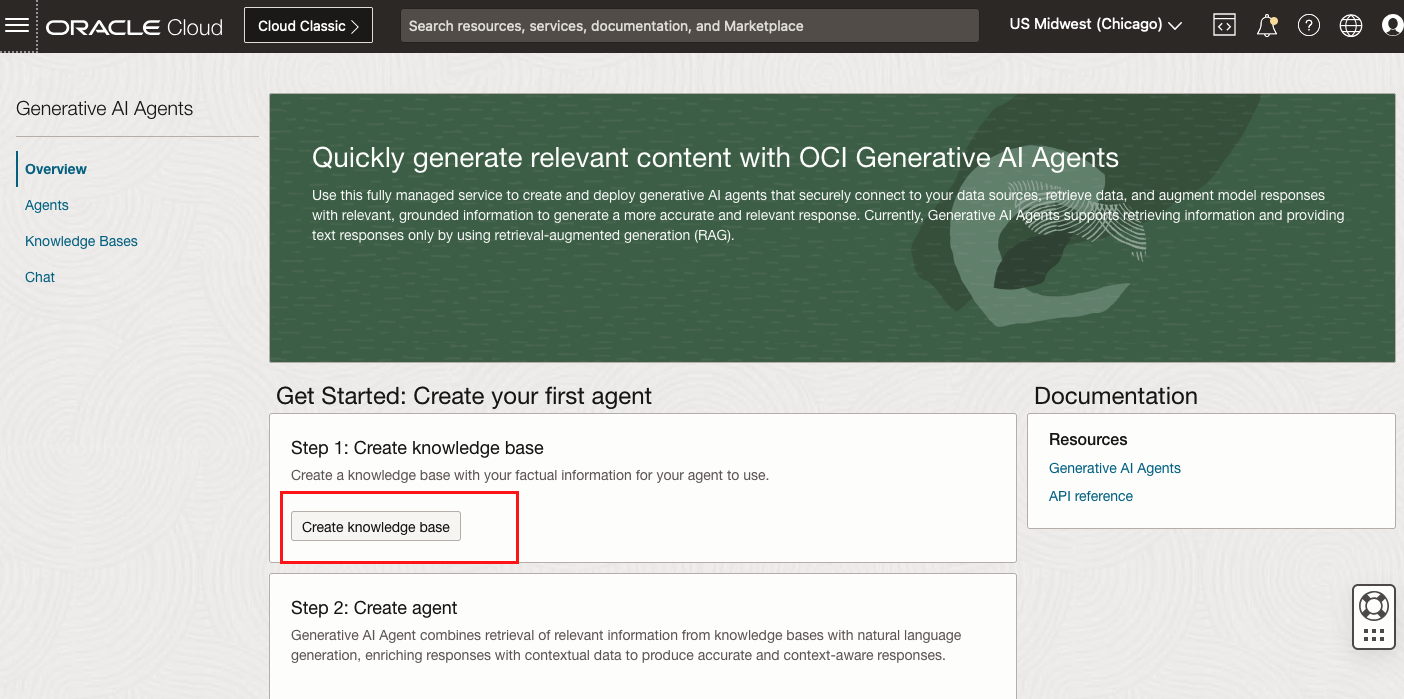 ORACLE Cloud
Cloud Classic
Search resources, services, documentation, and Marketplace
US Midwest (Chicago)
Generative AI Agents
Overview
Agents
Knowledge Bases
Chat
Quickly generate relevant content with OCI Generative AI Agents
Use this fully managed service to create and deploy generative AI agents that securely connect to your data sources, retrieve data, and augment model responses
with relevant, grounded information to generate a more accurate and relevant response. Currently, Generative AI Agents supports retrieving information and providing
text responses only by using retrieval-augmented generation (RAG).
Get Started: Create your first agent
Step 1: Create knowledge base
Create a knowledge base with your factual information for your agent to use.
Create knowledge base
Step 2: Create agent
Generative AI Agent combines retrieval of relevant information from knowledge bases with natural language
generation, enriching responses with contextual data to produce accurate and context-aware responses.
Documentation
Resources
Generative AI Agents
API reference